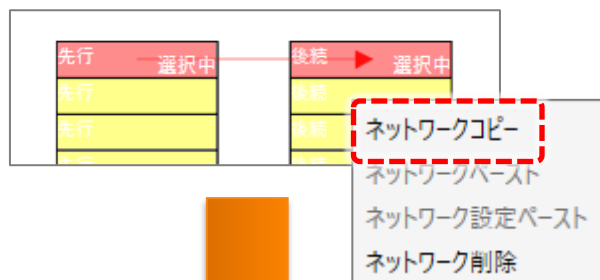 先行 選択中 後続 選択中
先行 後続
先行 後続
先行
ネットワークコピー
ネットワークペースト
ネットワーク設定ペースト
ネットワーク削除